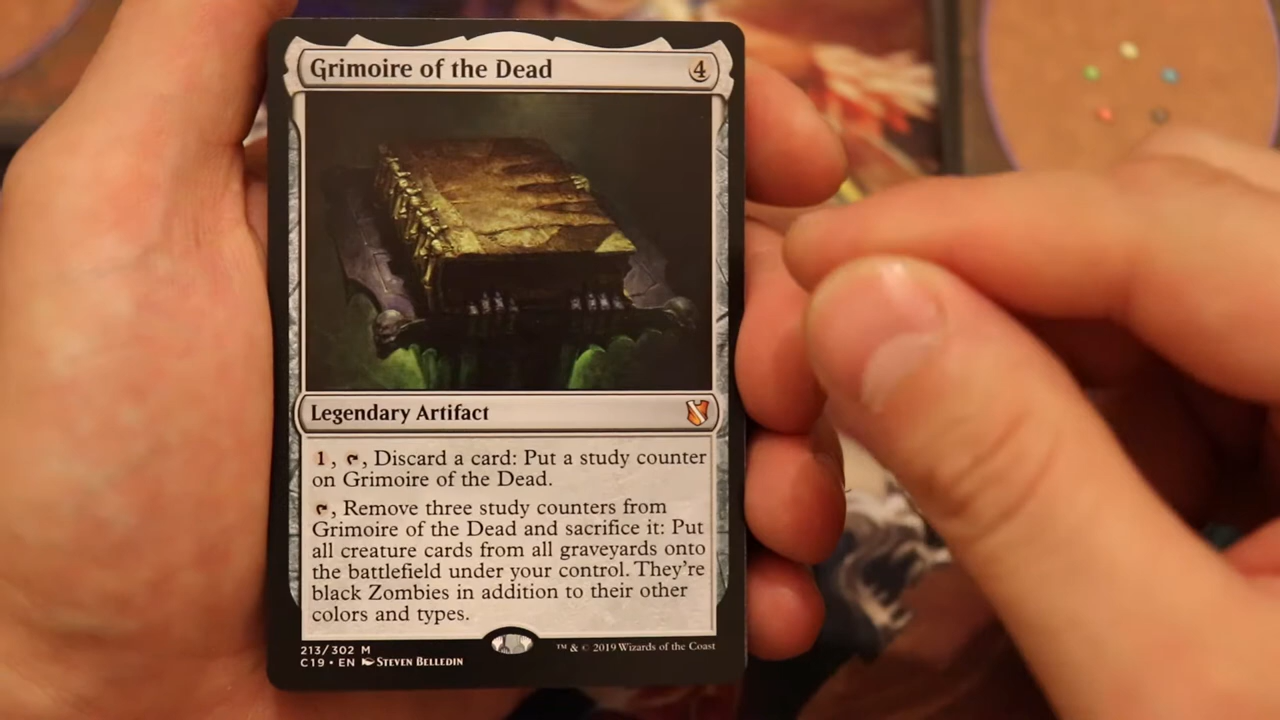 Grimoire of the Dead 4
Legendary Artifact
1, , Discard a card: Put a study counter
on Grimoire of the Dead.
, Remove three study counters from
Grimoire of the Dead and sacrifice it: Put
all creature cards from all graveyards onto
the battlefield under your control. They're
black Zombies in addition to their other
colors and types.
213/302 M
C19 • EN Steven Belledin
™ & © 2019 Wizards of the Coast